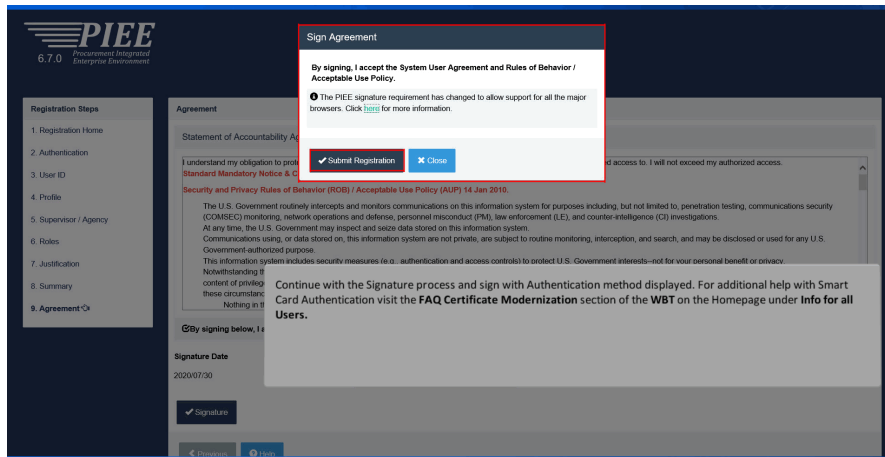 PIEE
6.7.0 Procurement Integrated
Enterprise Environment
Registration Steps
1. Registration Home
2. Authentication
3. User ID
4. Profile
5. Supervisor / Agency
6. Roles
7. Justification
8. Summary
9. Agreement
Agreement
Statement of Accountability Ag
I understand my obligation to prote
ed access to. I will not exceed my authorized access.
Standard Mandatory Notice & C
Security and Privacy Rules of Behavior (ROB) / Acceptable Use Policy (AUP) 14 Jan 2010.
The U.S. Government routinely intercepts and monitors communications on this information system for purposes including, but not limited to, penetration testing, communications security
(COMSEC) monitoring, network operations and defense, personnel misconduct (PM), law enforcement (LE), and counter-intelligence (CI) investigations.
At any time, the U.S. Government may inspect and seize data stored on this information system.
Communications using, or data stored on, this information system are not private, are subject to routine monitoring, interception, and search, and may be disclosed or used for any U.S.
Government-authorized purpose.
This information system includes security measures (e.g., authentication and access controls) to protect U.S. Government interests--not for your personal benefit or privacy.
Notwithstanding th
content of privileg
these circumstanc
Nothing in th
By signing below, I a
Signature Date
2020/07/30
Signature
Previous
Help
Sign Agreement
By signing, I accept the System User Agreement and Rules of Behavior /
Acceptable Use Policy.
The PIEE signature requirement has changed to allow support for all the major
browsers. Click here for more information.
Submit Registration
Close
Continue with the Signature process and sign with Authentication method displayed. For additional help with Smart
Card Authentication visit the FAQ Certificate Modernization section of the WBT on the Homepage under Info for all
Users.